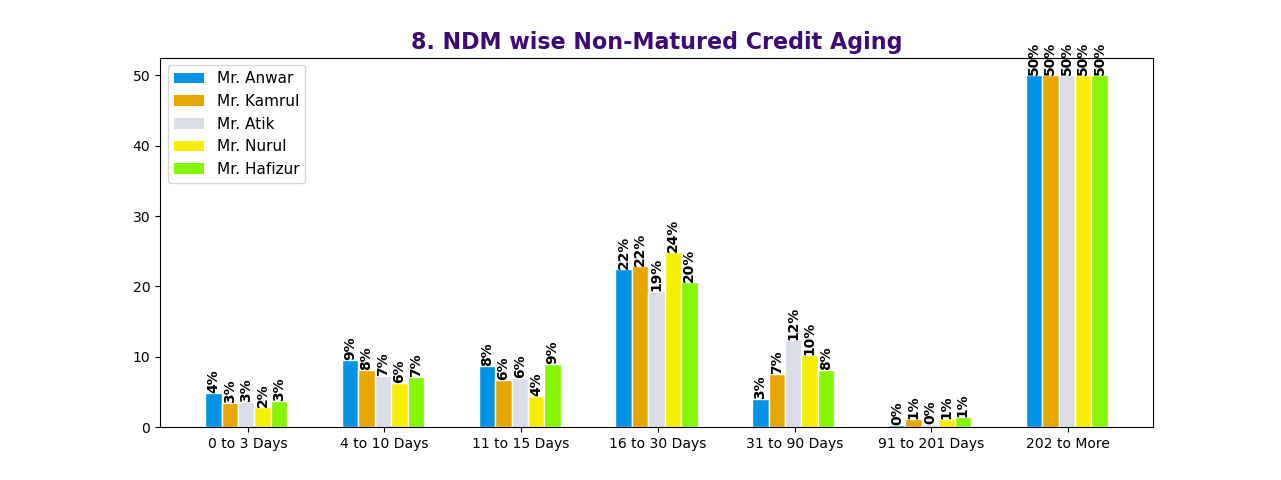 8. NDM wise Non-Matured Credit Aging
Mr. Anwar
Mr. Kamrul
Mr. Atik
Mr. Nurul
Mr. Hafizur
50
40
30
20
10
0
4% 3% 3% 2% 3%
9% 8% 7% 6% 7%
8% 6% 6% 4% 9%
22% 22% 19% 24% 20%
3% 7% 12% 10% 8%
0% 1% 0% 1% 1%
50% 50% 50% 50% 50%
0 to 3 Days 4 to 10 Days 11 to 15 Days 16 to 30 Days 31 to 90 Days 91 to 201 Days 202 to More